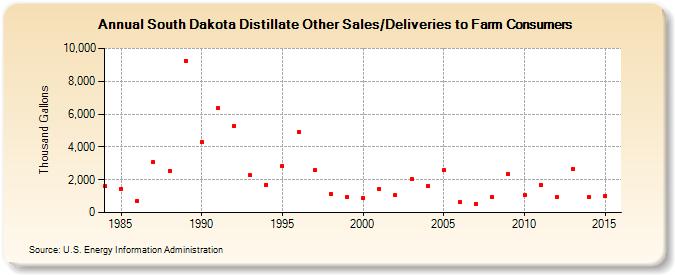 Annual South Dakota Distillate Other Sales/Deliveries to Farm Consumers
Thousand Gallons
10,000
8,000
6,000
4,000
2,000
0
1985 1990 1995 2000 2005 2010 2015
Source: U.S. Energy Information Administration